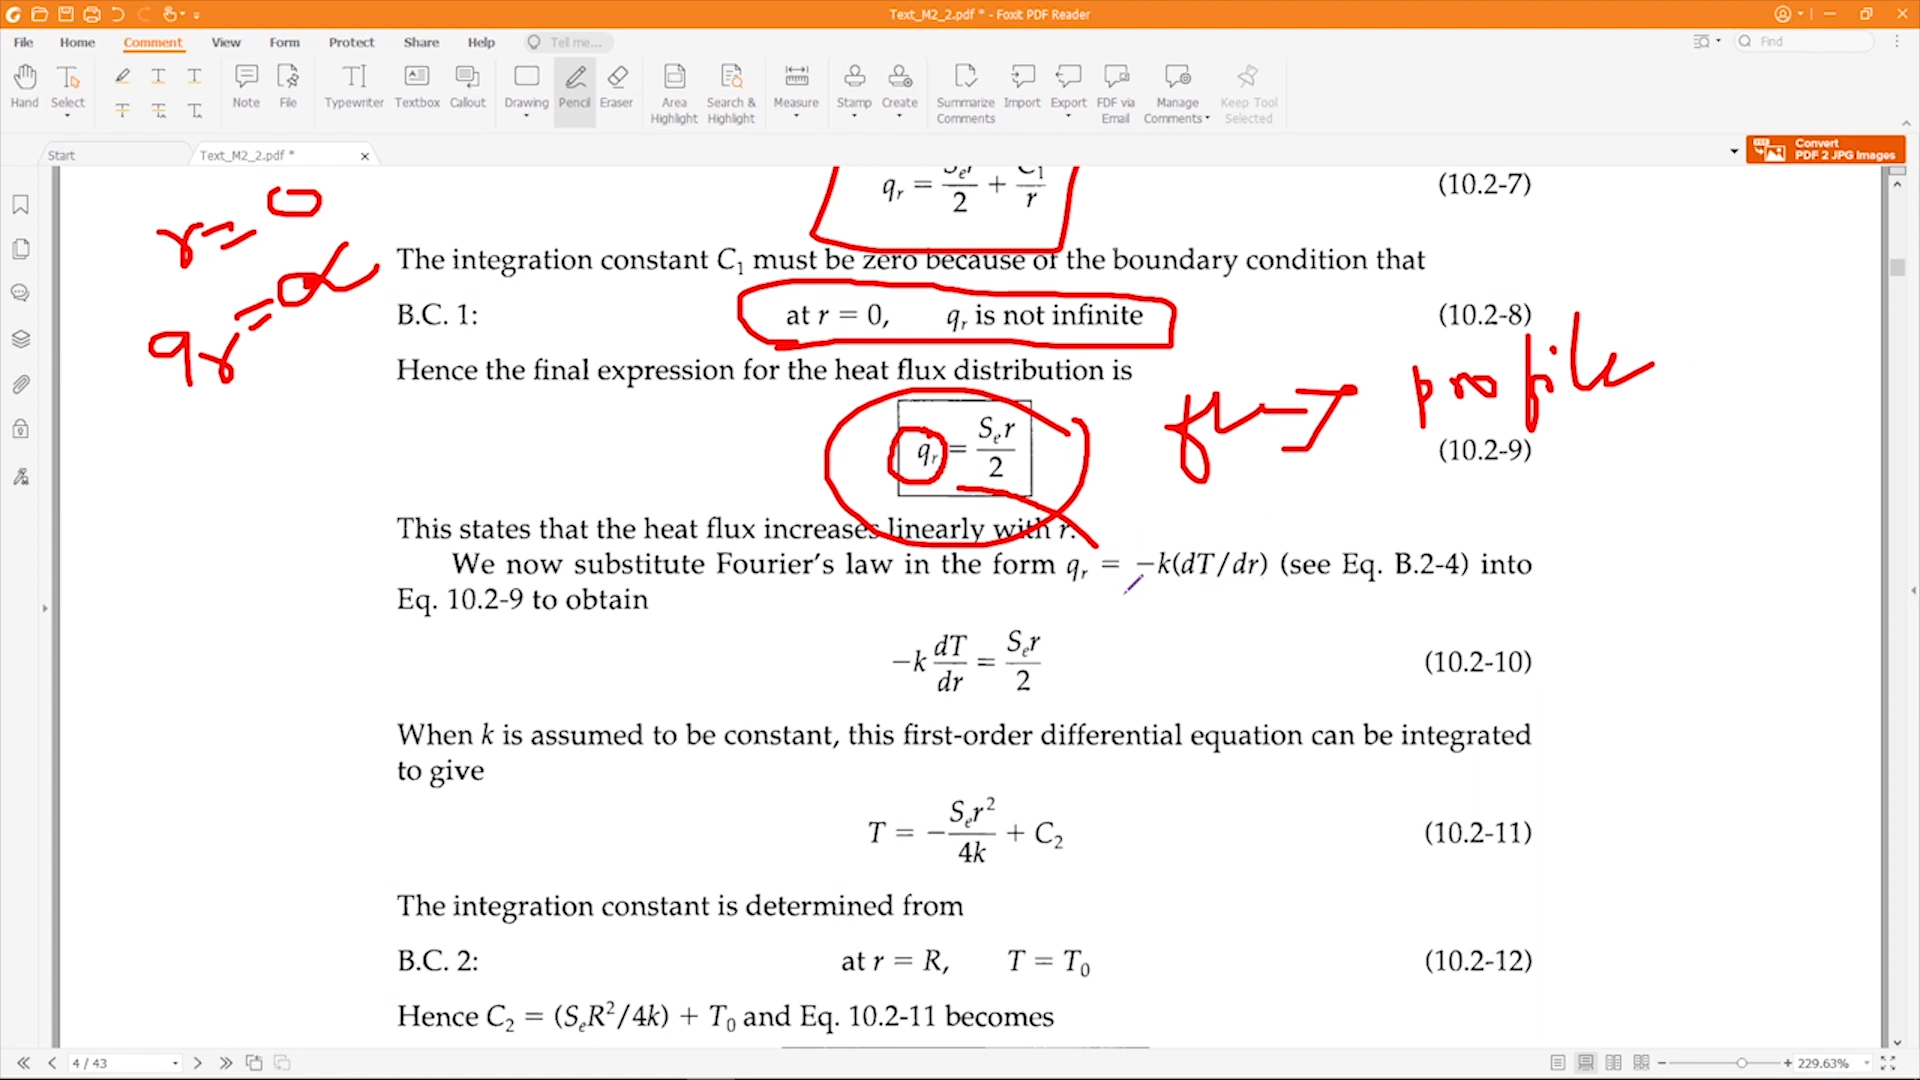 Text_M2_2.pdf * - Foxit PDF Reader
File Home Comment View Form Protect Share Help Tell me... Find
Hand Select Note File Typewriter Textbox Callout Drawing Pencil Eraser Area Highlight Search & Highlight Measure Stamp Create Summarize Comments Import Export FDF via Email Manage Comments Keep Tool Selected
Start Text_M2_2.pdf * Convert PDF 2 JPG Images
qᵣ = Sₑr/2 + C₁/r (10.2-7)
r = 0
The integration constant C₁ must be zero because of the boundary condition that
qr = α
B.C. 1: at r = 0, qᵣ is not infinite (10.2-8)
Hence the final expression for the heat flux distribution is
profile
qᵣ = Sₑr/2 (10.2-9)
This states that the heat flux increases linearly with r.
We now substitute Fourier's law in the form qᵣ = −k(dT/dr) (see Eq. B.2-4) into
Eq. 10.2-9 to obtain
−k dT/dr = Sₑr/2 (10.2-10)
When k is assumed to be constant, this first-order differential equation can be integrated
to give
T = −Sₑr²/4k + C₂ (10.2-11)
The integration constant is determined from
B.C. 2: at r = R, T = T₀ (10.2-12)
Hence C₂ = (SₑR²/4k) + T₀ and Eq. 10.2-11 becomes
4 / 43 229.63%